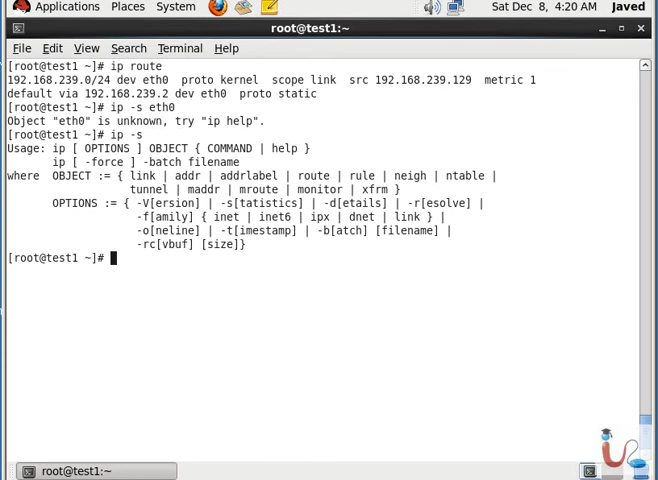 Applications Places System Sat Dec 8, 4:20 AM Javed
root@test1:~
File Edit View Search Terminal Help
[root@test1 ~]# ip route
192.168.239.0/24 dev eth0  proto kernel  scope link  src 192.168.239.129  metric 1
default via 192.168.239.2 dev eth0  proto static
[root@test1 ~]# ip -s eth0
Object "eth0" is unknown, try "ip help".
[root@test1 ~]# ip -s
Usage: ip [ OPTIONS ] OBJECT { COMMAND | help }
       ip [ -force ] -batch filename
where  OBJECT := { link | addr | addrlabel | route | rule | neigh | ntable |
                   tunnel | maddr | mroute | monitor | xfrm }
       OPTIONS := { -V[ersion] | -s[tatistics] | -d[etails] | -r[esolve] |
                    -f[amily] { inet | inet6 | ipx | dnet | link } |
                    -o[neline] | -t[imestamp] | -b[atch] [filename] |
                    -rc[vbuf] [size]}
[root@test1 ~]#
root@test1:~